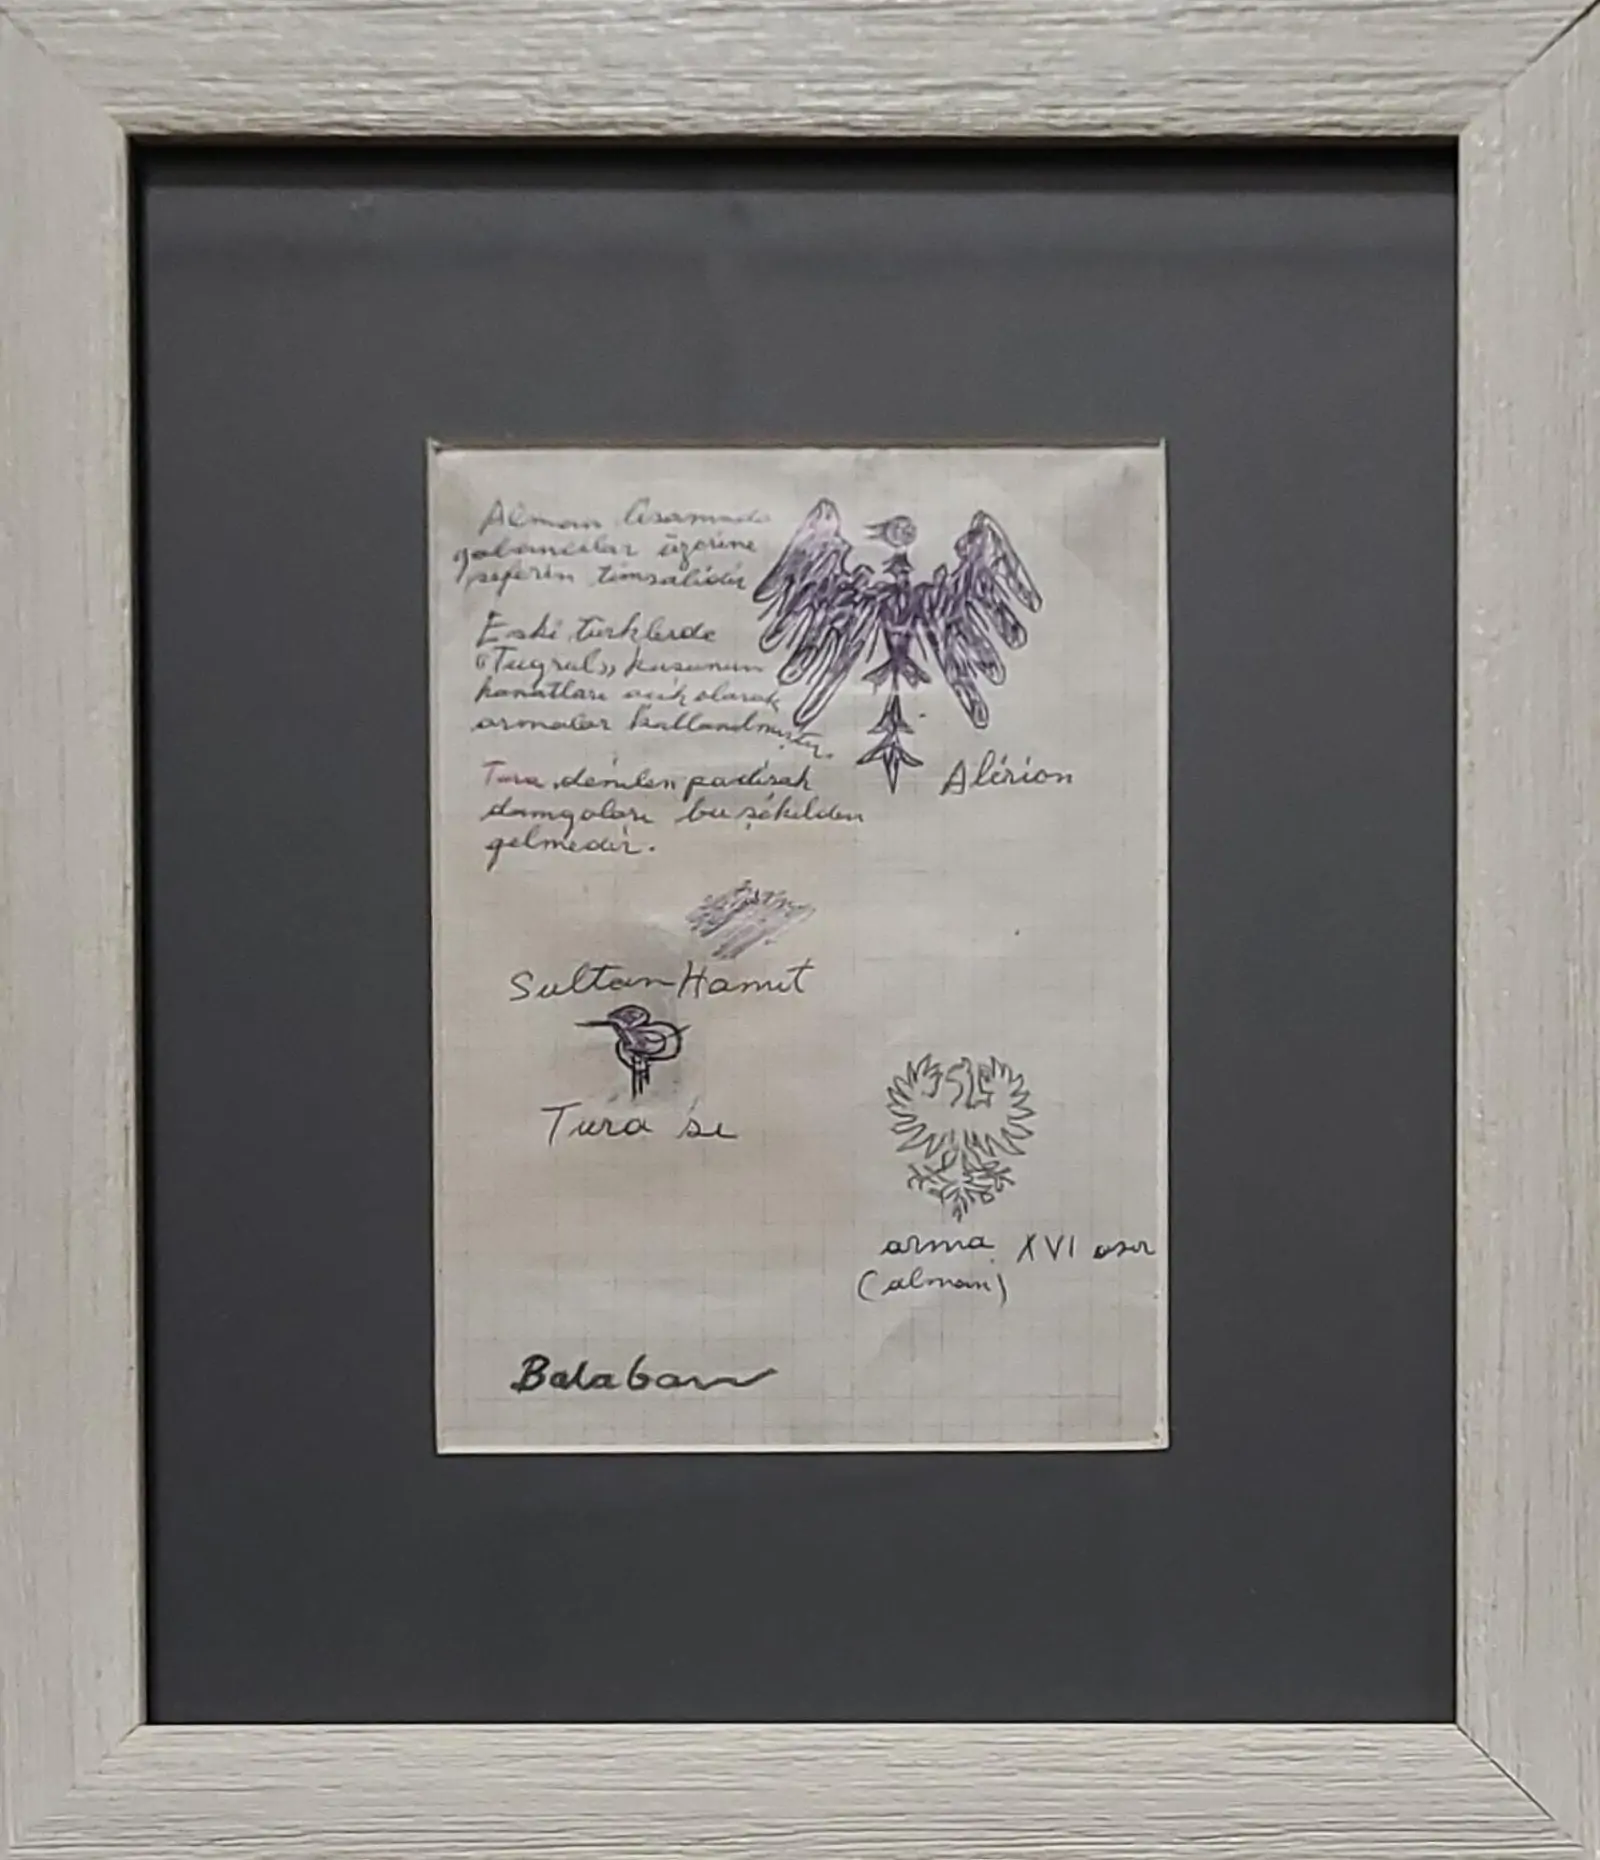 Alman lisanında
yabancılar üzerine
seferin timsalidir
Eski türklerde
"Tuğrul" kuşunun
kanatları açık olarak
armalar kullanılmıştır.
Tura denilen padişah
damgaları bu şekilden
gelmedir.
Alérion
Sultan Hamit
Tura'sı
arma XVI asır
(alman)
Balaban